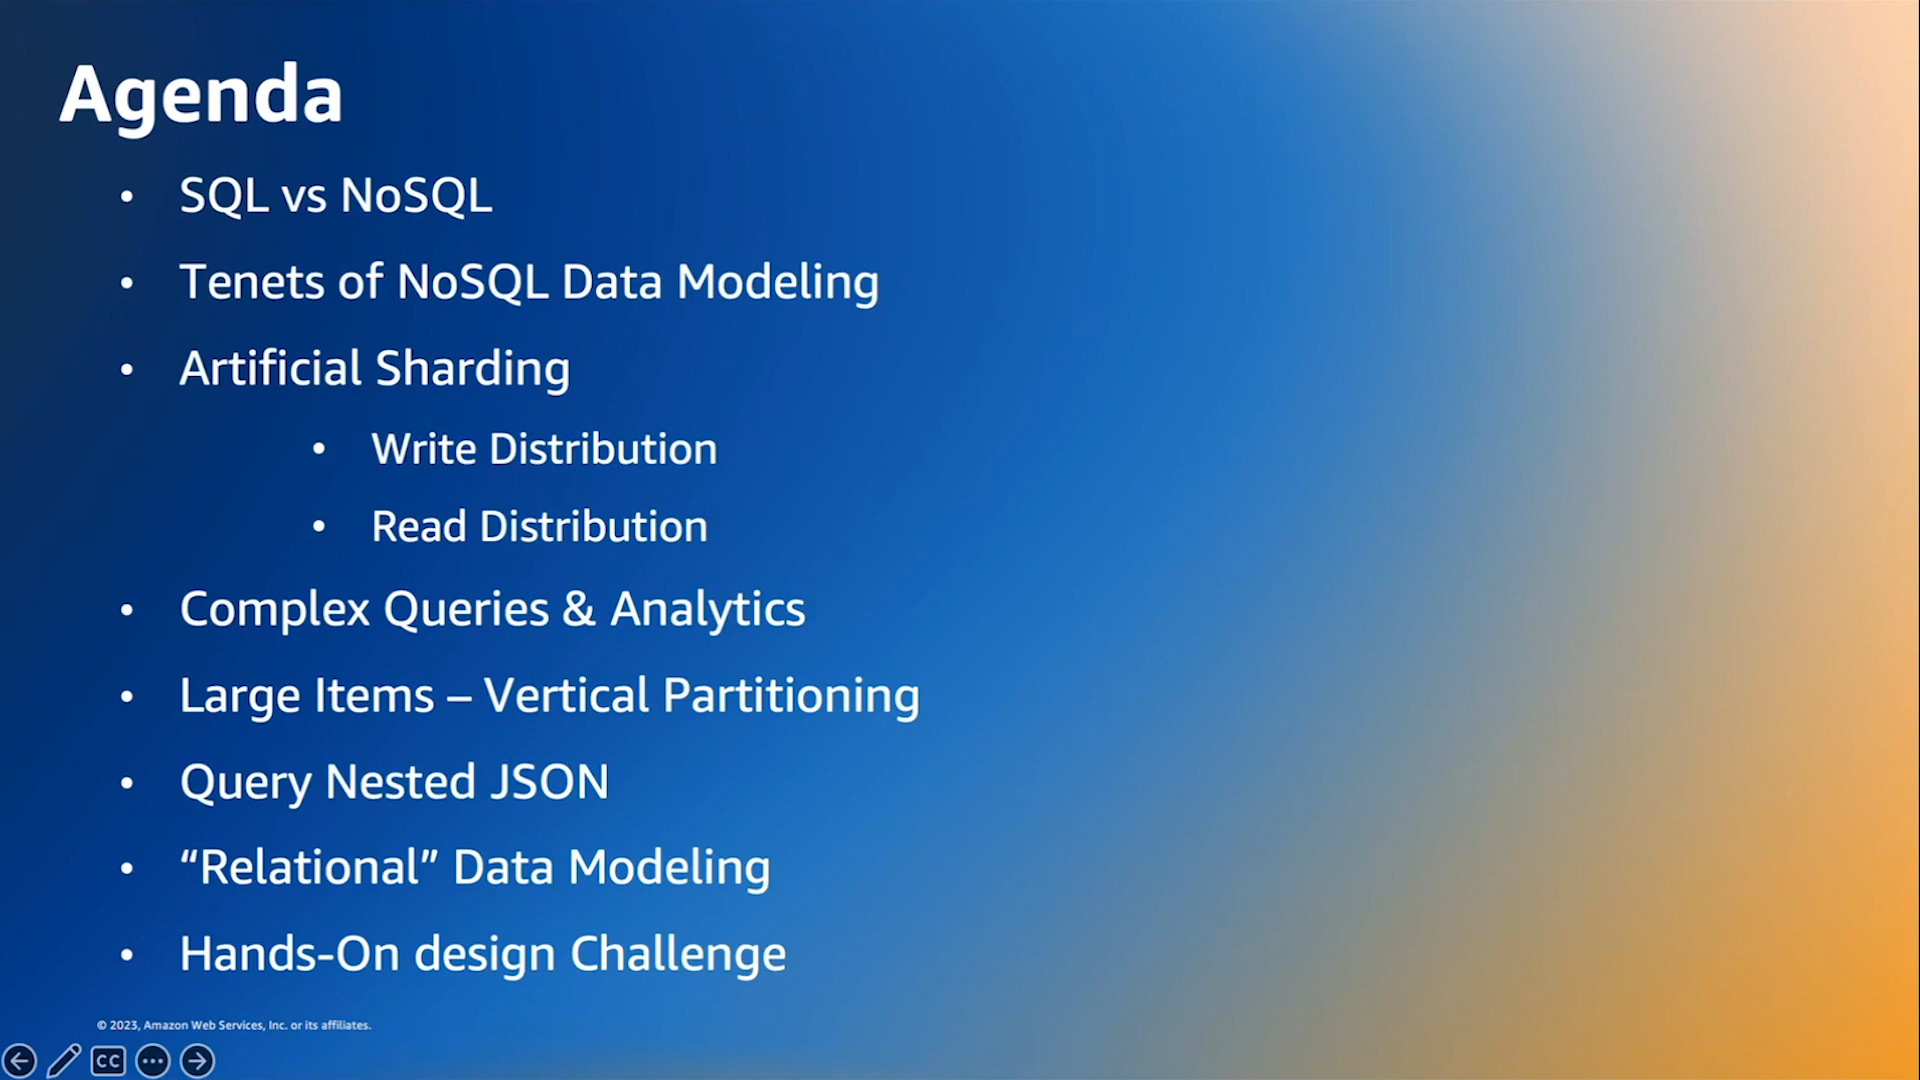 Agenda
• SQL vs NoSQL
• Tenets of NoSQL Data Modeling
• Artificial Sharding
• Write Distribution
• Read Distribution
• Complex Queries & Analytics
• Large Items – Vertical Partitioning
• Query Nested JSON
• “Relational” Data Modeling
• Hands-On design Challenge
© 2023, Amazon Web Services, Inc. or its affiliates.
CC